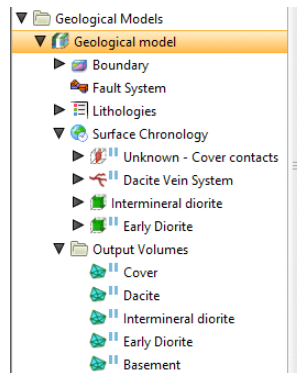 Geological Models
Geological model
Boundary
Fault System
Lithologies
Surface Chronology
Unknown - Cover contacts
Dacite Vein System
Intermineral diorite
Early Diorite
Output Volumes
Cover
Dacite
Intermineral diorite
Early Diorite
Basement